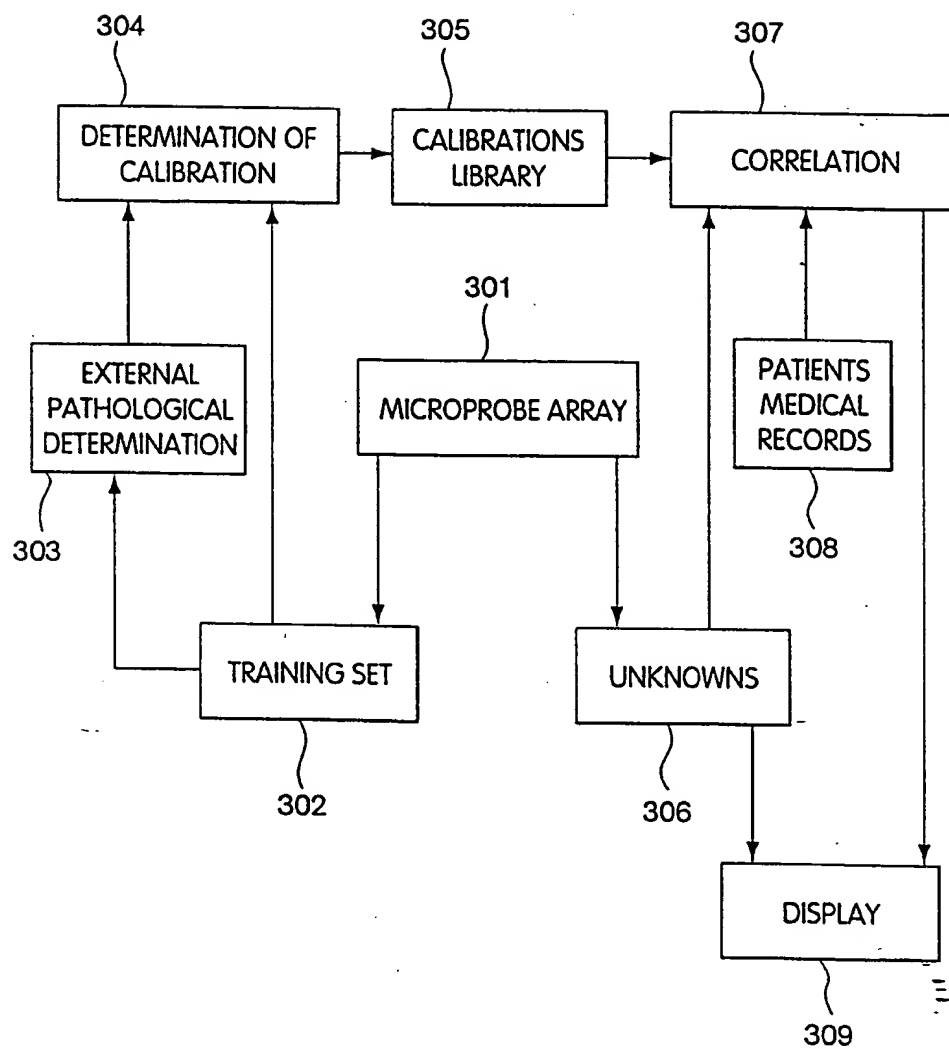 304
305
307
DETERMINATION OF
CALIBRATION
CALIBRATIONS
LIBRARY
CORRELATION
301
EXTERNAL
PATHOLOGICAL
DETERMINATION
MICROPROBE ARRAY
PATIENTS
MEDICAL
RECORDS
303
308
TRAINING SET
UNKNOWNS
302
306
DISPLAY
309